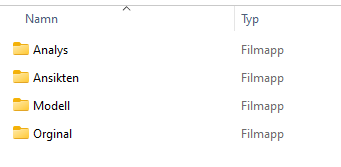 Namn Typ
Analys Filmapp
Ansikten Filmapp
Modell Filmapp
Orginal Filmapp